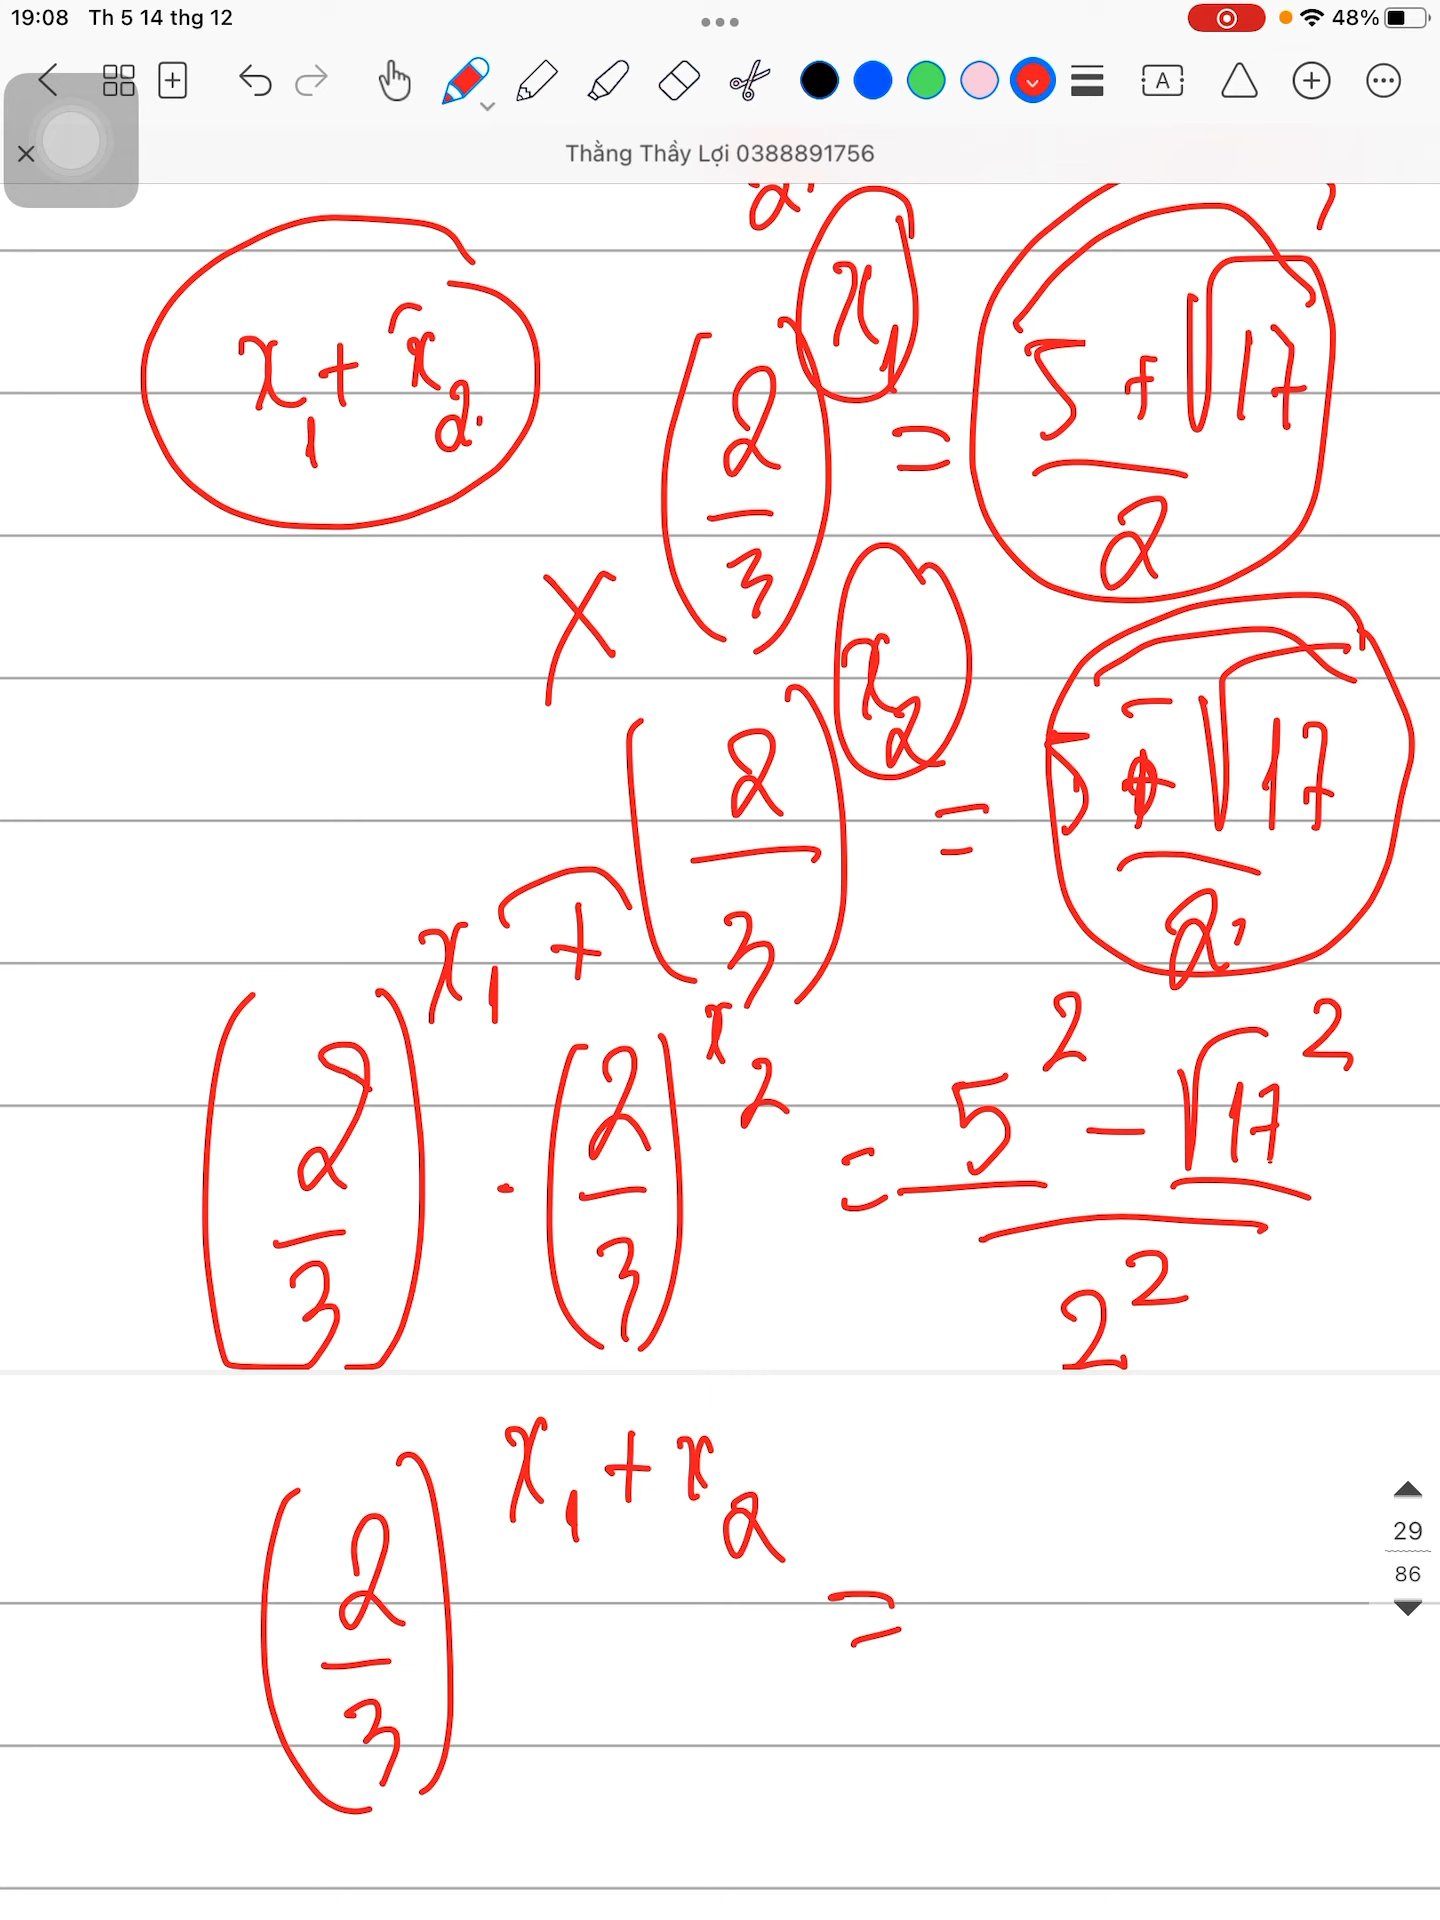 19:08 Th 5 14 thg 12 48%
A
Thằng Thầy Lợi 0388891756
x₁ + x₂
(2/3)^x₁ = (5 + √17)/2
×
(2/3)^x₂ = (5 - √17)/2
(2/3)^x₁ + · (2/3)^x₂ = (5² - √17²)/2²
(2/3)^(x₁ + x₂) =
29
86